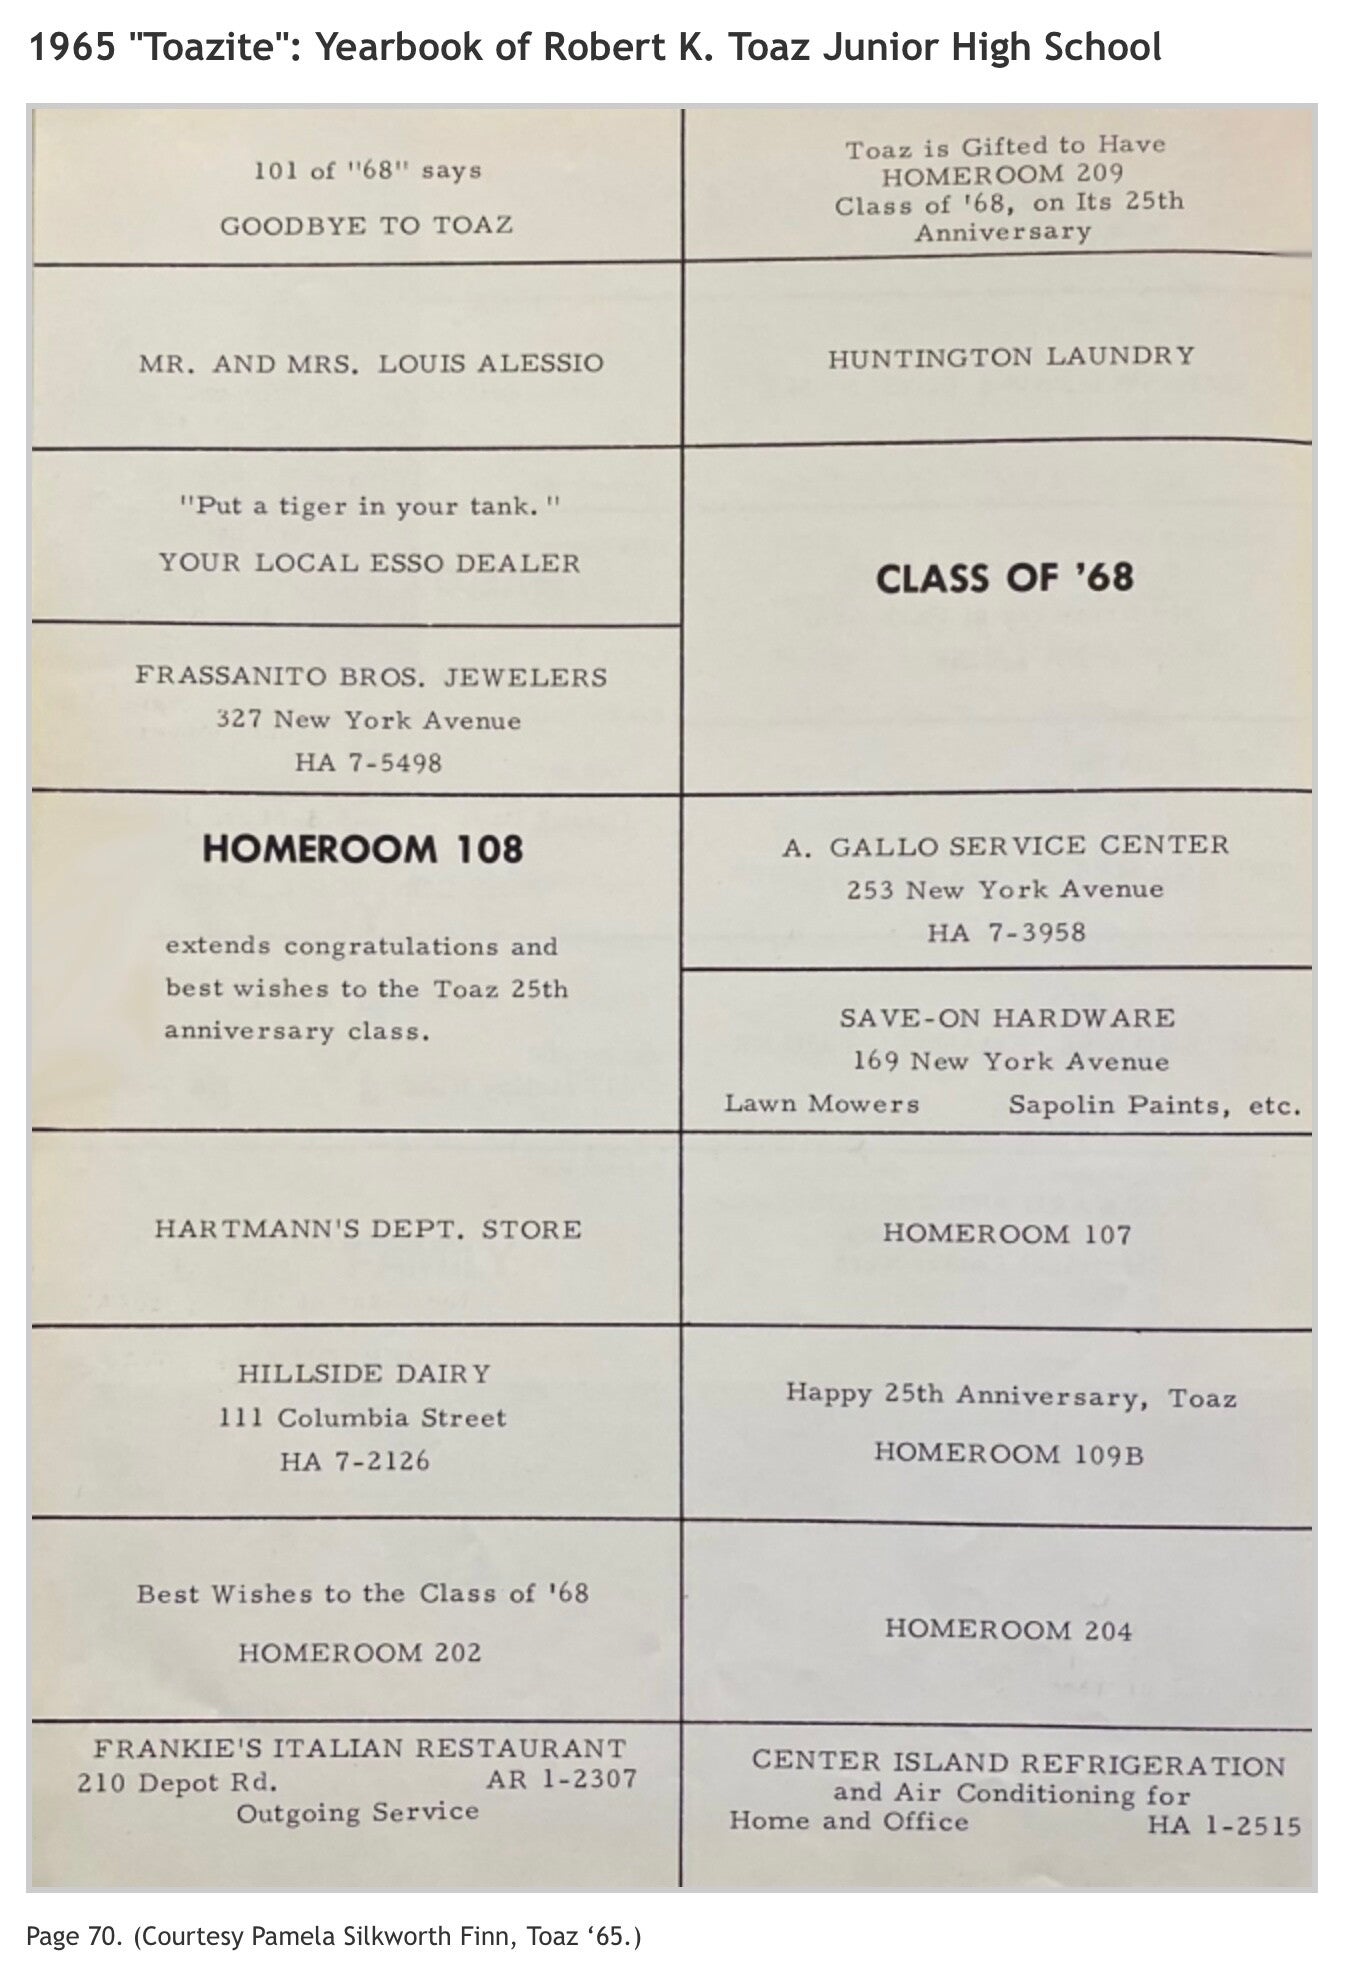 1965 "Toazite": Yearbook of Robert K. Toaz Junior High School
101 of "68" says
GOODBYE TO TOAZ
Toaz is Gifted to Have
HOMEROOM 209
Class of '68, on Its 25th
Anniversary
MR. AND MRS. LOUIS ALESSIO
HUNTINGTON LAUNDRY
"Put a tiger in your tank."
YOUR LOCAL ESSO DEALER
CLASS OF '68
FRASSANITO BROS. JEWELERS
327 New York Avenue
HA 7-5498
HOMEROOM 108
extends congratulations and
best wishes to the Toaz 25th
anniversary class.
A. GALLO SERVICE CENTER
253 New York Avenue
HA 7-3958
SAVE-ON HARDWARE
169 New York Avenue
Lawn Mowers Sapolin Paints, etc.
HARTMANN'S DEPT. STORE
HOMEROOM 107
HILLSIDE DAIRY
111 Columbia Street
HA 7-2126
Happy 25th Anniversary, Toaz
HOMEROOM 109B
Best Wishes to the Class of '68
HOMEROOM 202
HOMEROOM 204
FRANKIE'S ITALIAN RESTAURANT
210 Depot Rd. AR 1-2307
Outgoing Service
CENTER ISLAND REFRIGERATION
and Air Conditioning for
Home and Office HA 1-2515
Page 70. (Courtesy Pamela Silkworth Finn, Toaz ‘65.)